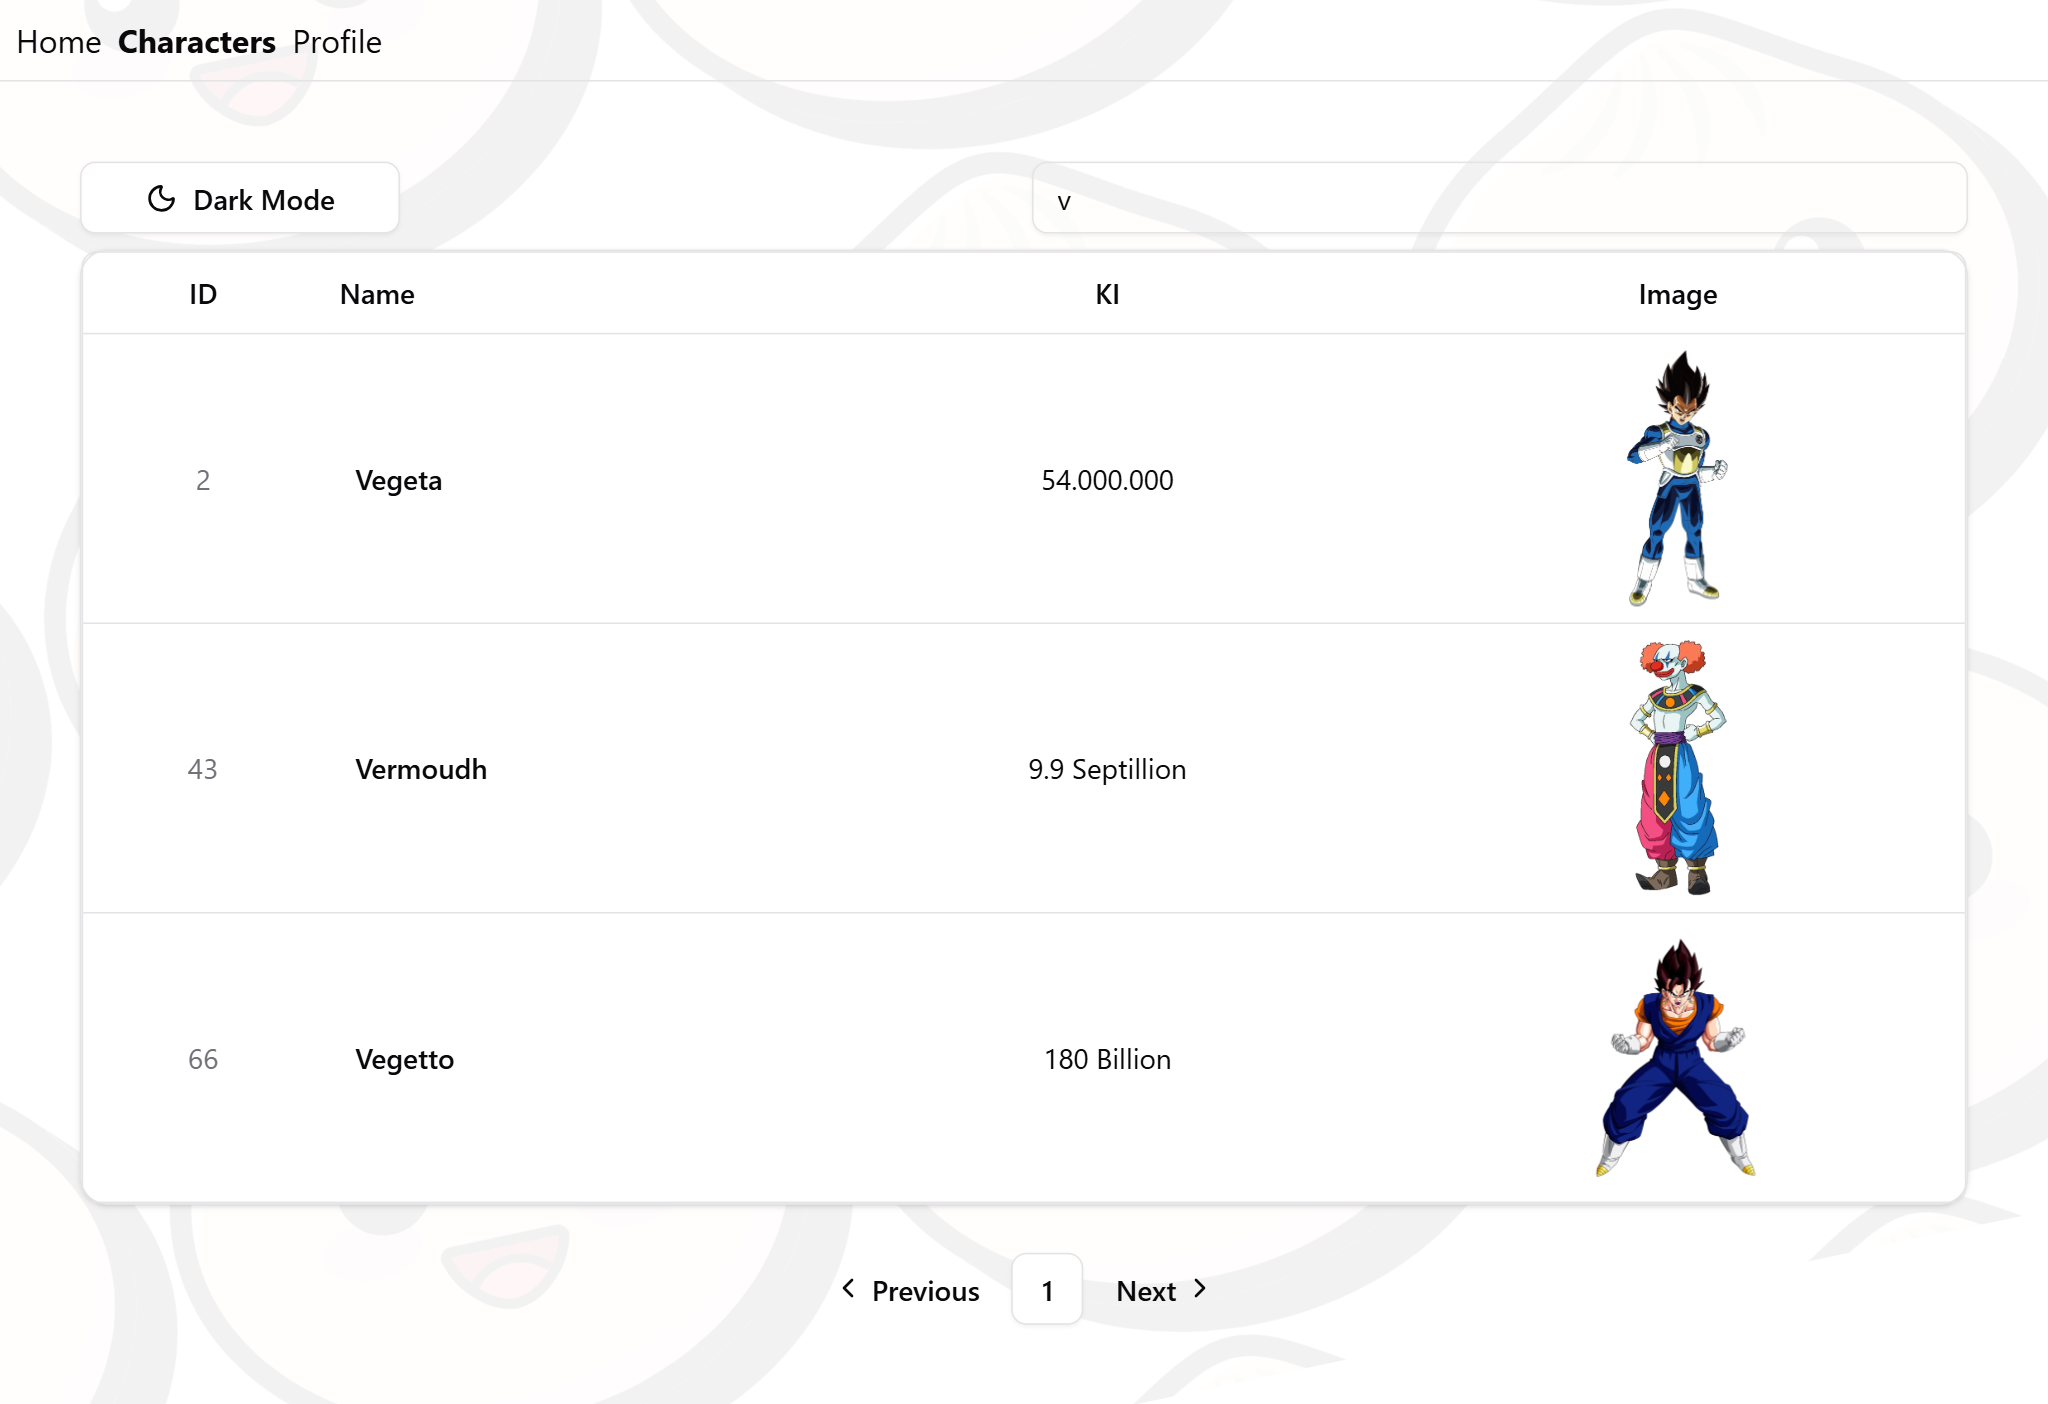 Home Characters Profile
Dark Mode
v
ID Name KI Image
2 Vegeta 54.000.000
43 Vermoudh 9.9 Septillion
66 Vegetto 180 Billion
Previous 1 Next